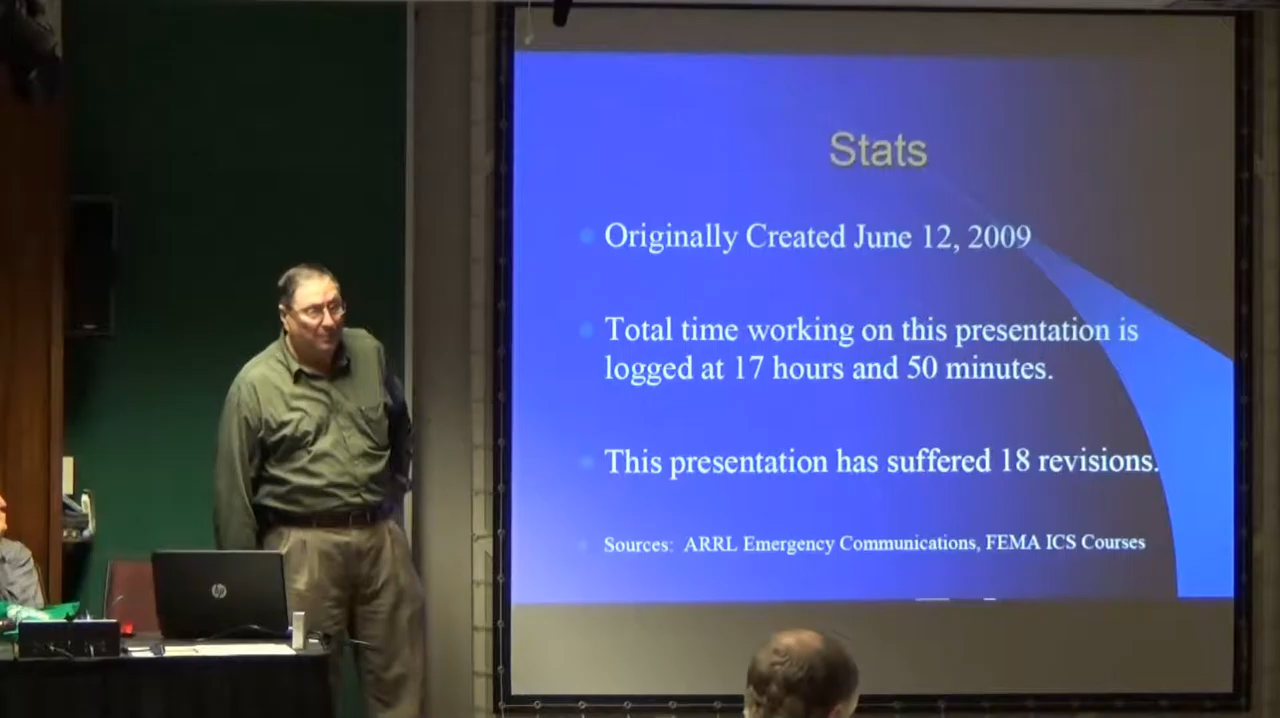 Stats
Originally Created June 12, 2009
Total time working on this presentation is
logged at 17 hours and 50 minutes.
This presentation has suffered 18 revisions.
Sources: ARRL Emergency Communications, FEMA ICS Courses
hp